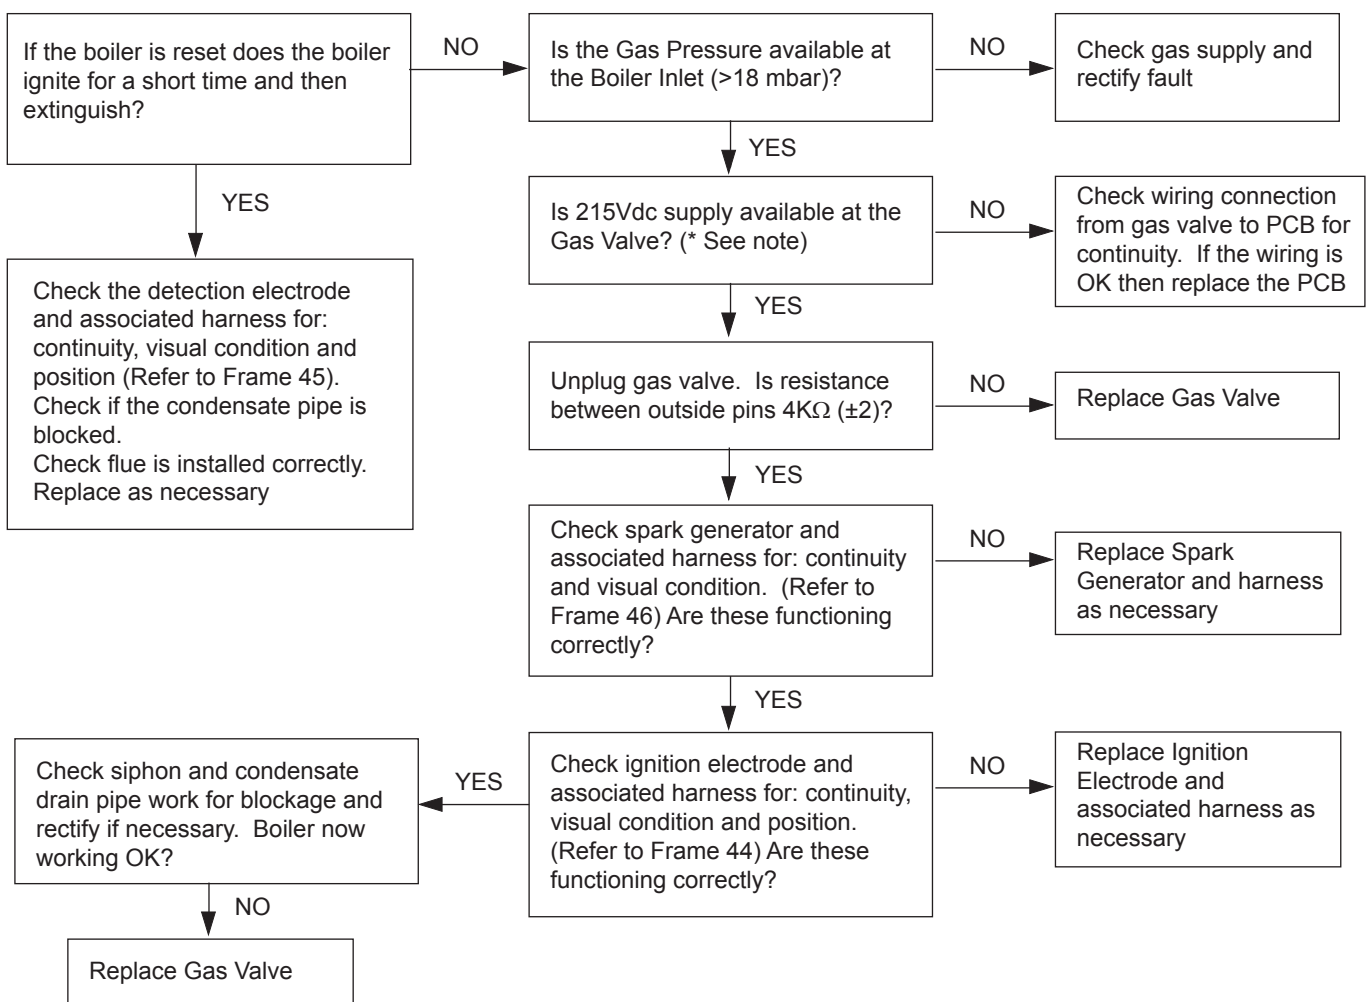 If the boiler is reset does the boiler
ignite for a short time and then
extinguish?
NO
Is the Gas Pressure available at
the Boiler Inlet (>18 mbar)?
NO
Check gas supply and
rectify fault
YES
YES
Is 215Vdc supply available at the
Gas Valve? (* See note)
NO
Check wiring connection
from gas valve to PCB for
continuity.  If the wiring is
OK then replace the PCB
Check the detection electrode
and associated harness for:
continuity, visual condition and
position (Refer to Frame 45).
Check if the condensate pipe is
blocked.
Check flue is installed correctly.
Replace as necessary
YES
Unplug gas valve.  Is resistance
between outside pins 4KΩ (±2)?
NO
Replace Gas Valve
YES
Check spark generator and
associated harness for: continuity
and visual condition.  (Refer to
Frame 46) Are these functioning
correctly?
NO
Replace Spark
Generator and harness
as necessary
YES
Check ignition electrode and
associated harness for: continuity,
visual condition and position.
(Refer to Frame 44) Are these
functioning correctly?
NO
Replace Ignition
Electrode and
associated harness as
necessary
YES
Check siphon and condensate
drain pipe work for blockage and
rectify if necessary.  Boiler now
working OK?
NO
Replace Gas Valve